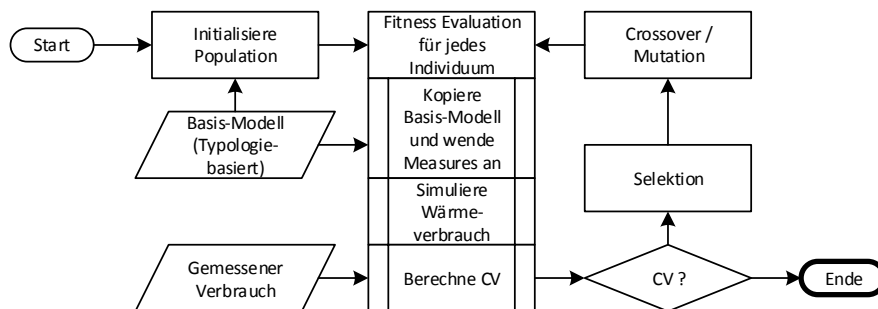 Start
Initialisiere
Population
Fitness Evaluation
für jedes
Individuum
Crossover /
Mutation
Basis-Modell
(Typologie-
basiert)
Kopiere
Basis-Modell
und wende
Measures an
Simuliere
Wärme-
verbrauch
Selektion
Gemessener
Verbrauch
Berechne CV
CV ?
Ende